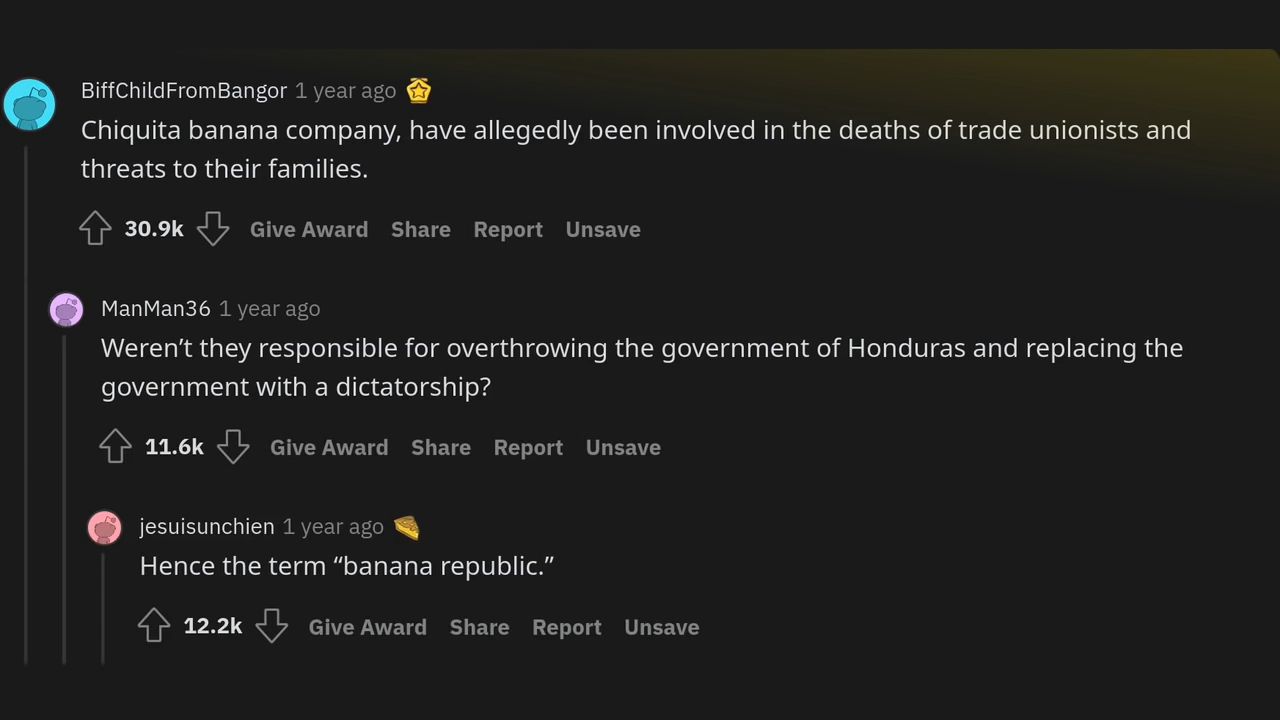 BiffChildFromBangor 1 year ago
Chiquita banana company, have allegedly been involved in the deaths of trade unionists and
threats to their families.
30.9k Give Award Share Report Unsave
ManMan36 1 year ago
Weren’t they responsible for overthrowing the government of Honduras and replacing the
government with a dictatorship?
11.6k Give Award Share Report Unsave
jesuisunchien 1 year ago
Hence the term “banana republic.”
12.2k Give Award Share Report Unsave